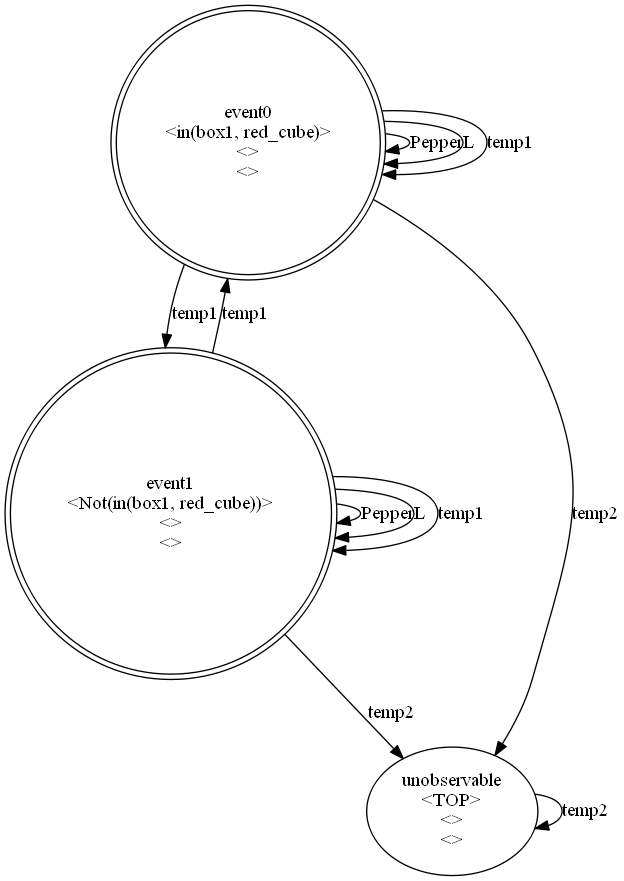 event0
<in(box1, red_cube)>
<>
<>
PepperL
temp1
temp1
temp1
event1
<Not(in(box1, red_cube))>
<>
<>
PepperL
temp1
temp2
temp2
unobservable
<TOP>
<>
<>
temp2